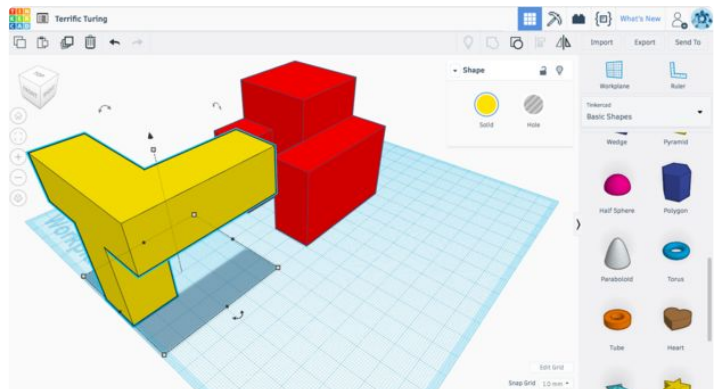 TIN
KER
CAD
Terrific Turing
What's New
Import
Export
Send To
Shape
Solid
Hole
Workplane
Ruler
Tinkercad
Basic Shapes
Wedge
Pyramid
Half Sphere
Polygon
Paraboloid
Torus
Tube
Heart
Workplane
Edit Grid
Snap Grid 1.0 mm